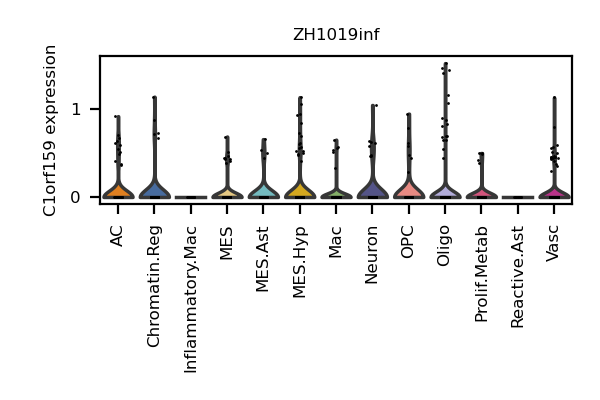 ZH1019inf
C1orf159 expression
1
0
AC
Chromatin.Reg
Inflammatory.Mac
MES
MES.Ast
MES.Hyp
Mac
Neuron
OPC
Oligo
Prolif.Metab
Reactive.Ast
Vasc